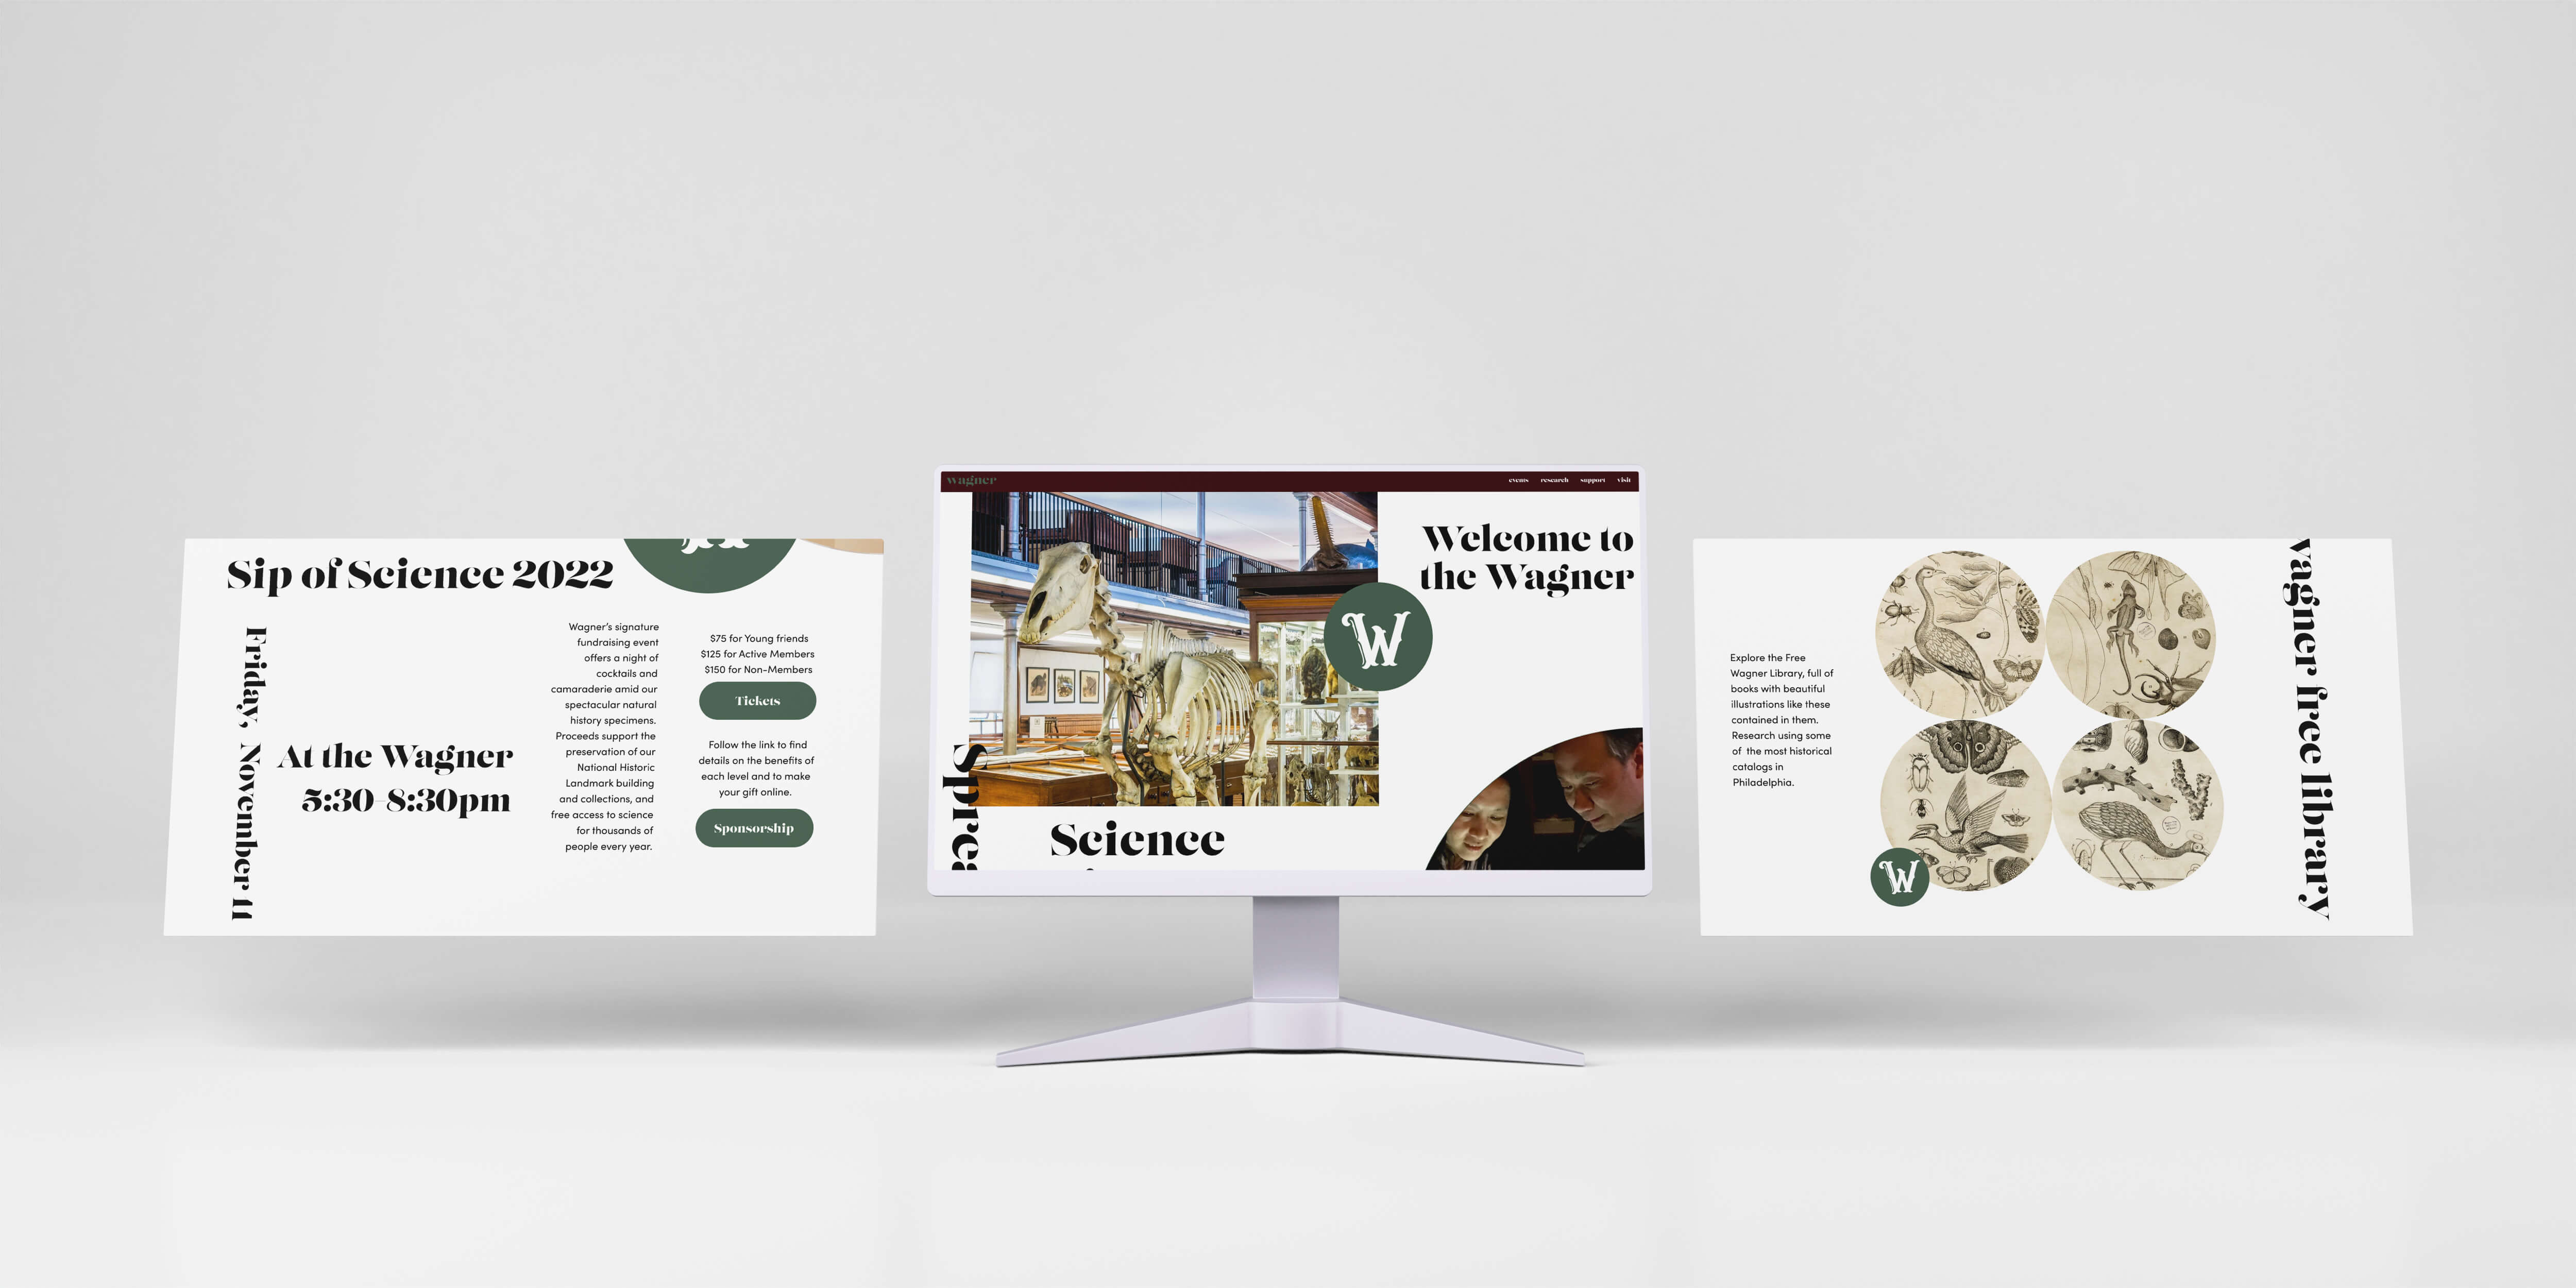 Sip of Science 2022
Friday, November 11
At the Wagner
5:30-8:30pm
Wagner's signature
fundraising event
offers a night of
cocktails and
camaraderie amid our
spectacular natural
history specimens.
Proceeds support the
preservation of our
National Historic
Landmark building
and collections, and
free access to science
for thousands of
people every year.
$75 for Young friends
$125 for Active Members
$150 for Non-Members
Tickets
Follow the link to find
details on the benefits of
each level and to make
your gift online.
Sponsorship
wagner
events research support visit
Welcome to
the Wagner
W
Sprea
Science
Explore the Free
Wagner Library, full of
books with beautiful
illustrations like these
contained in them.
Research using some
of the most historical
catalogs in
Philadelphia.
W
wagner free library